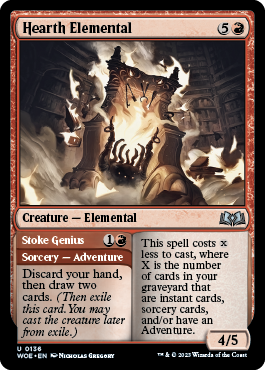 Hearth Elemental 5
Creature — Elemental
Stoke Genius 1
Sorcery — Adventure
Discard your hand,
then draw two
cards. (Then exile
this card. You may
cast the creature later
from exile.)
This spell costs x
less to cast, where
X is the number
of cards in your
graveyard that
are instant cards,
sorcery cards,
and/or have an
Adventure.
4/5
U 0136
WOE • EN NICHOLAS GREGORY
™ & © 2023 Wizards of the Coast